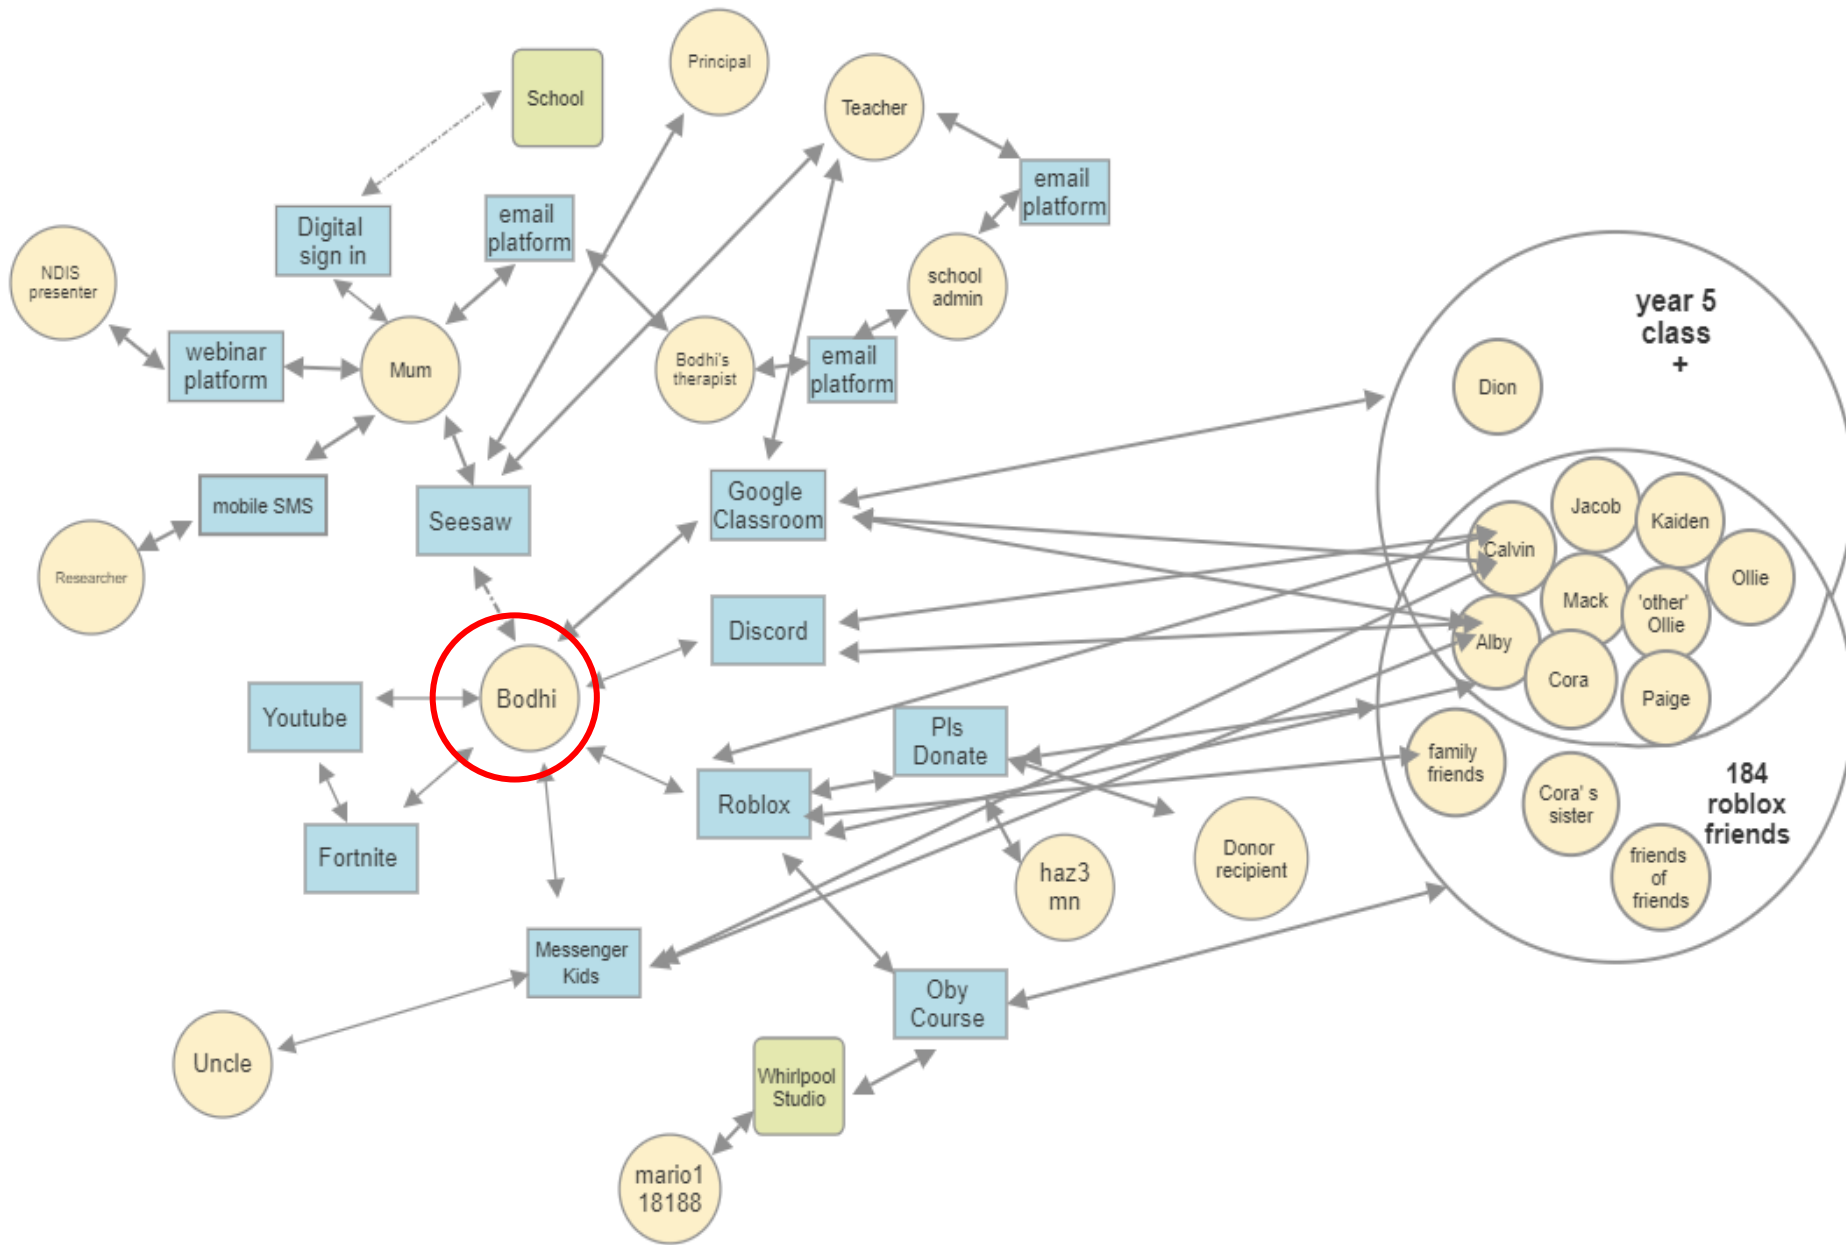 Principal
School
Teacher
email
platform
email
platform
Digital
sign in
NDIS
presenter
school
admin
year 5
class
+
webinar
platform
Mum
Bodhi's
therapist
email
platform
Dion
mobile SMS
Seesaw
Google
Classroom
Jacob
Kaiden
Calvin
Ollie
Researcher
Mack
'other'
Ollie
Discord
Alby
Cora
Paige
Bodhi
Youtube
Pls
Donate
family
friends
184
roblox
friends
Roblox
Cora' s
sister
Fortnite
haz3
mn
Donor
recipient
friends
of
friends
Messenger
Kids
Oby
Course
Uncle
Whirlpool
Studio
mario1
18188